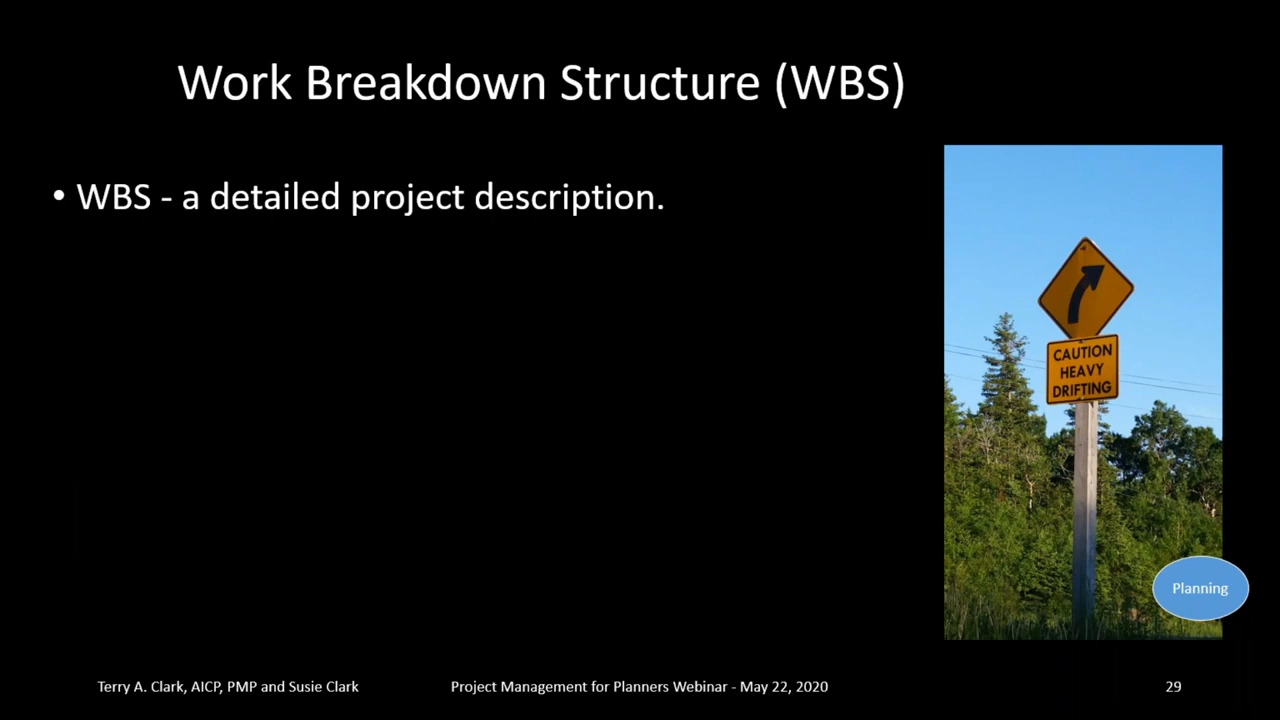 Work Breakdown Structure (WBS)
• WBS - a detailed project description.
CAUTION
HEAVY
DRIFTING
Planning
Terry A. Clark, AICP, PMP and Susie Clark
Project Management for Planners Webinar - May 22, 2020
29